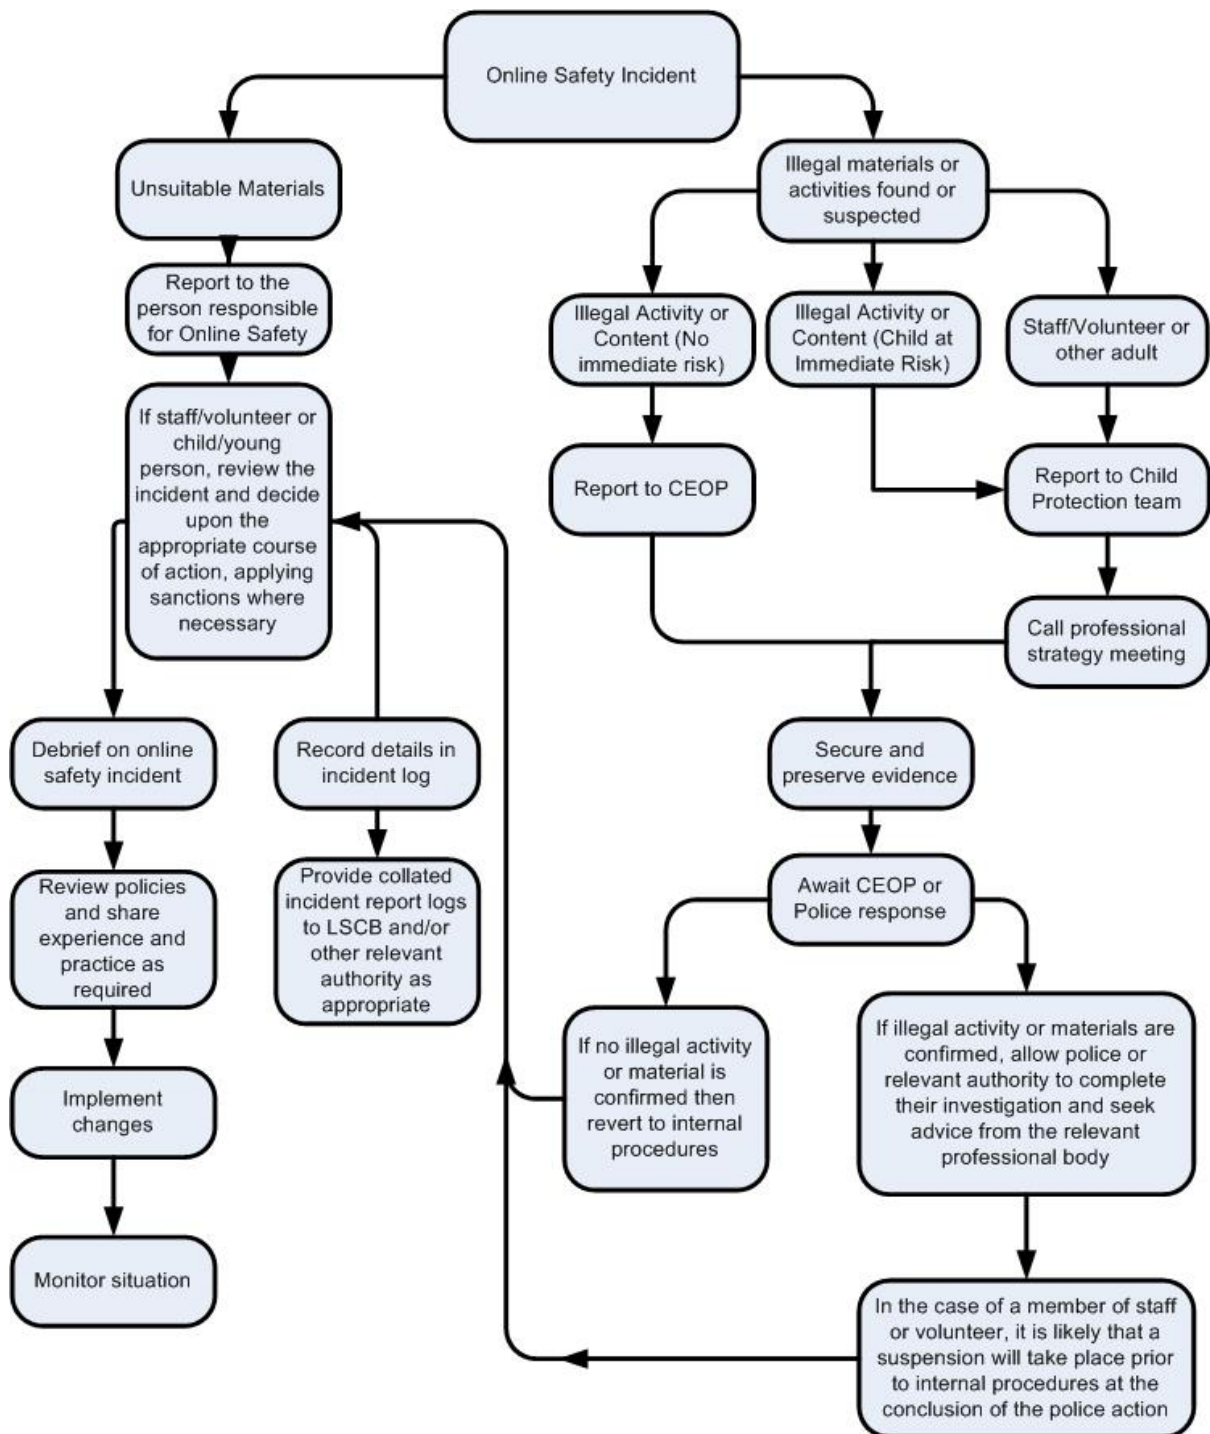 Online Safety Incident
Unsuitable Materials
Illegal materials or
activities found or
suspected
Report to the
person responsible
for Online Safety
Illegal Activity or
Content (No
immediate risk)
Illegal Activity or
Content (Child at
Immediate Risk)
Staff/Volunteer or
other adult
If staff/volunteer or
child/young
person, review the
incident and decide
upon the
appropriate course
of action, applying
sanctions where
necessary
Report to CEOP
Report to Child
Protection team
Call professional
strategy meeting
Debrief on online
safety incident
Record details in
incident log
Secure and
preserve evidence
Review policies
and share
experience and
practice as
required
Provide collated
incident report logs
to LSCB and/or
other relevant
authority as
appropriate
Await CEOP or
Police response
If no illegal activity
or material is
confirmed then
revert to internal
procedures
If illegal activity or materials are
confirmed, allow police or
relevant authority to complete
their investigation and seek
advice from the relevant
professional body
Implement
changes
Monitor situation
In the case of a member of staff
or volunteer, it is likely that a
suspension will take place prior
to internal procedures at the
conclusion of the police action